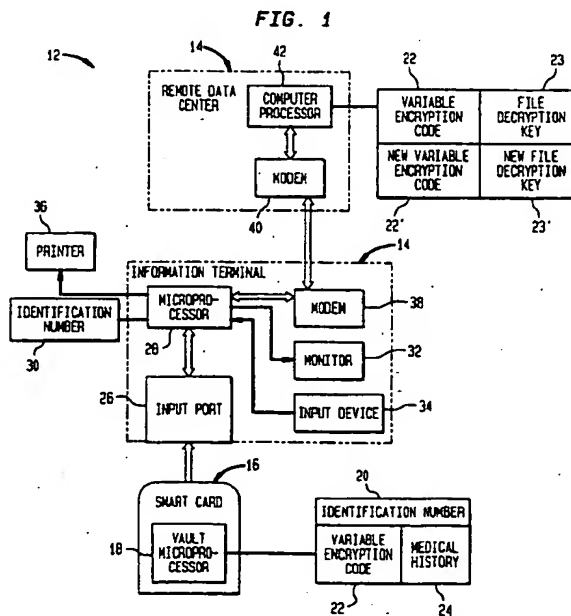 FIG. 1
12
14
42
22
23
REMOTE DATA
CENTER
COMPUTER
PROCESSOR
VARIABLE
ENCRYPTION
CODE
FILE
DECRYPTION
KEY
NEW VARIABLE
ENCRYPTION
CODE
NEW FILE
DECRYPTION
KEY
MODEM
40
22'
23'
36
PRINTER
14
INFORMATION TERMINAL
IDENTIFICATION
NUMBER
30
MICROPRO-
CESSOR
28
MODEM
38
MONITOR
32
26
INPUT PORT
INPUT DEVICE
34
16
SMART CARD
20
18
VAULT
MICROPRO-
CESSOR
IDENTIFICATION NUMBER
VARIABLE
ENCRYPTION
CODE
MEDICAL
HISTORY
22
24